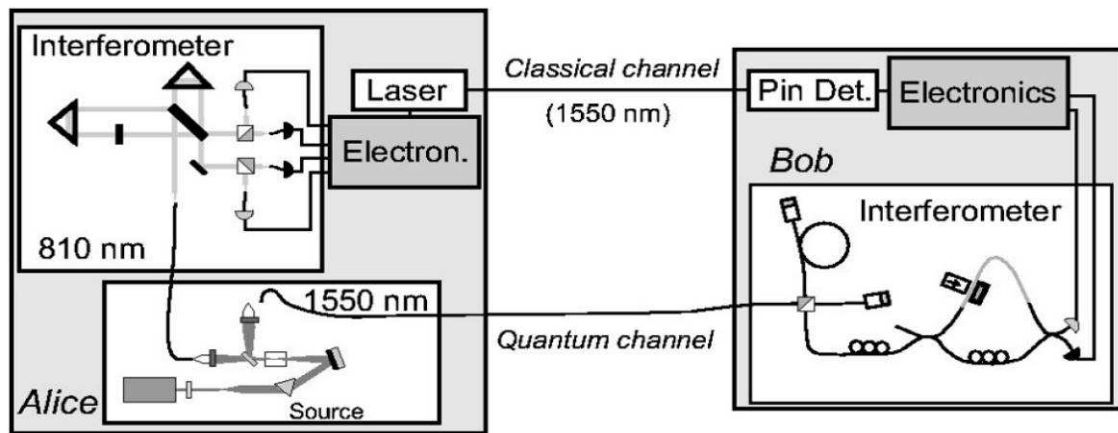 Interferometer
810 nm
Laser
Electron.
1550 nm
Source
Alice
Classical channel
(1550 nm)
Quantum channel
Pin Det.
Electronics
Bob
Interferometer